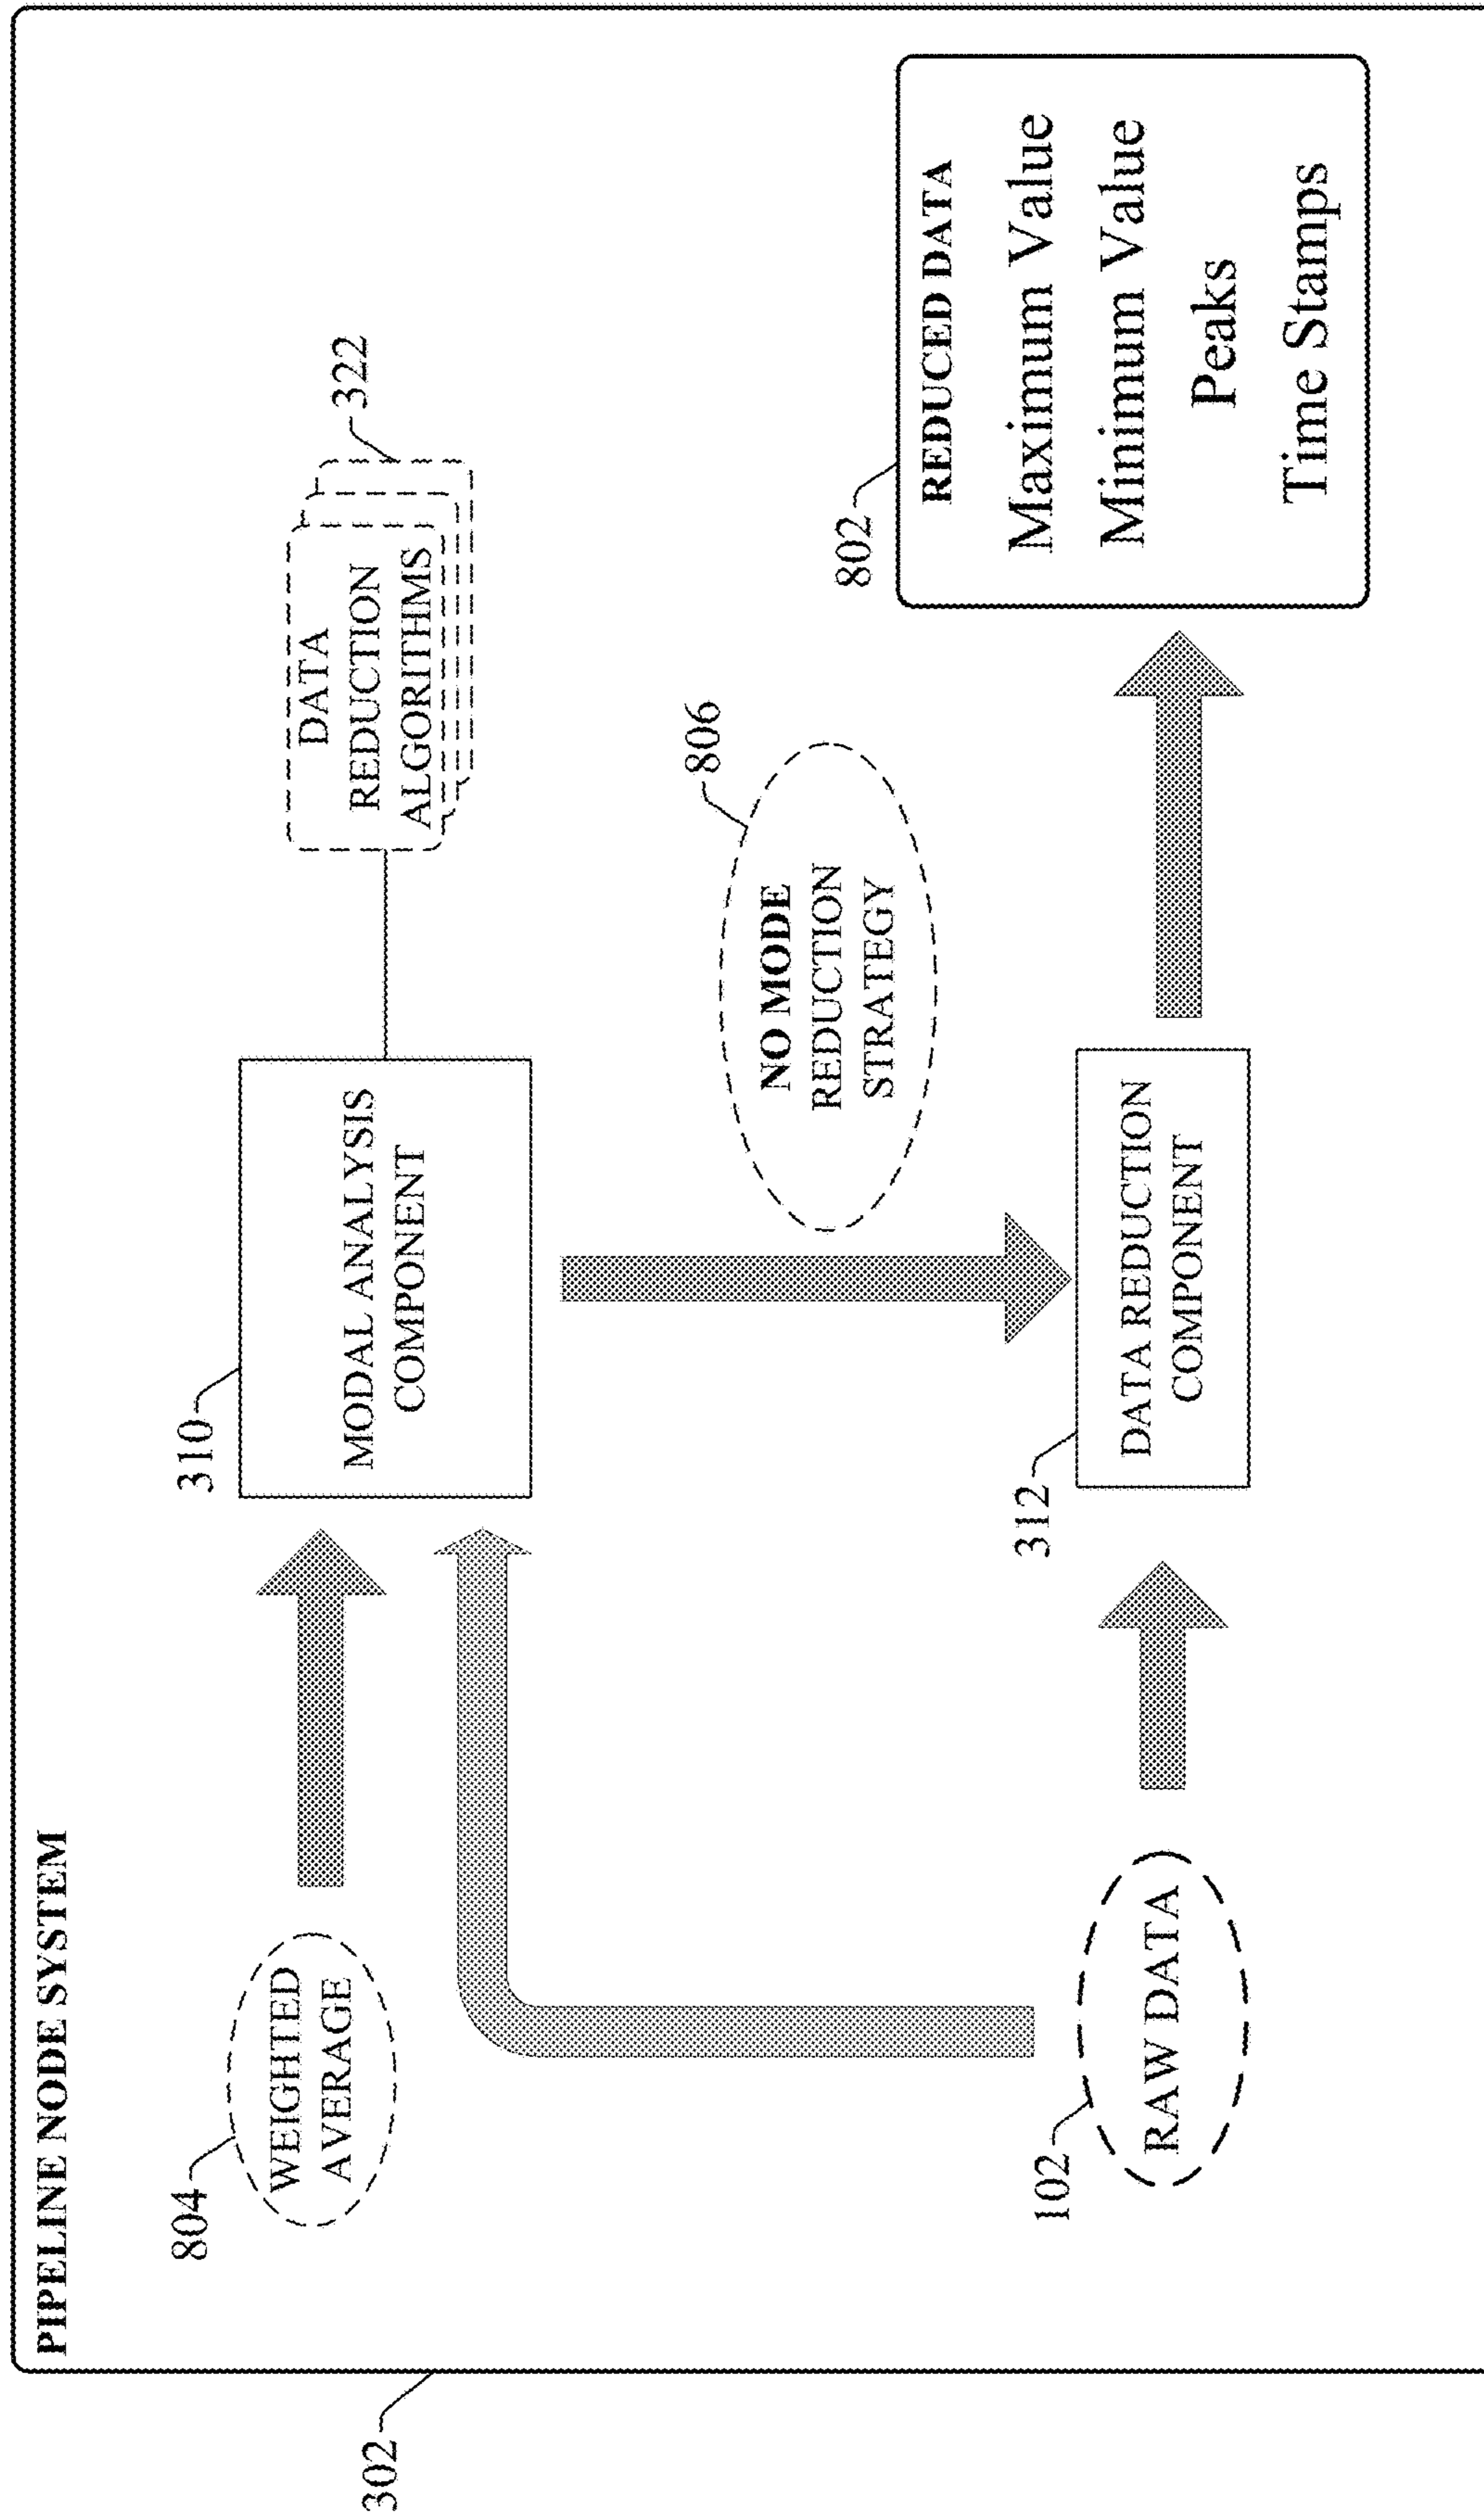 PIPELINE NODE SYSTEM
302
804
WEIGHTED
AVERAGE
310
MODAL ANALYSIS
COMPONENT
322
DATA
REDUCTION
ALGORITHMS
806
NO MODE
REDUCTION
STRATEGY
102
RAW DATA
312
DATA REDUCTION
COMPONENT
802
REDUCED DATA
Maximum Value
Minimum Value
Peaks
Time Stamps